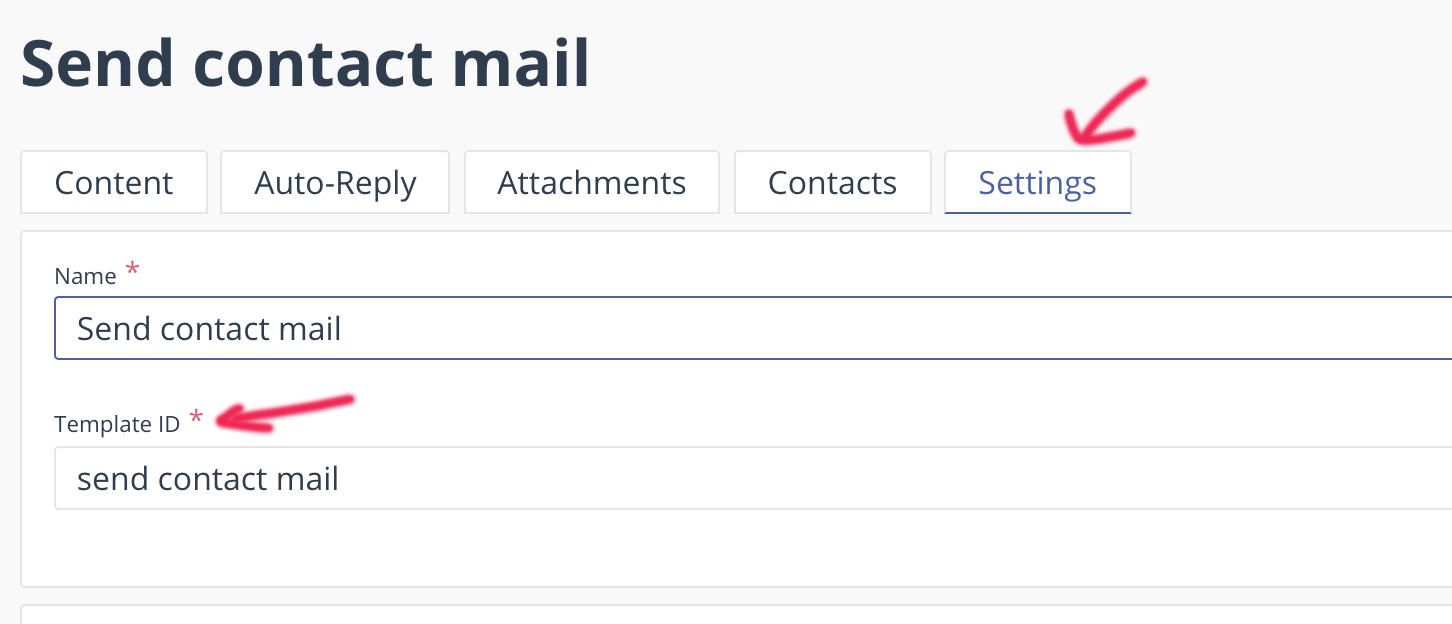 Send contact mail
Content Auto-Reply Attachments Contacts Settings
Name *
Send contact mail
Template ID *
send contact mail